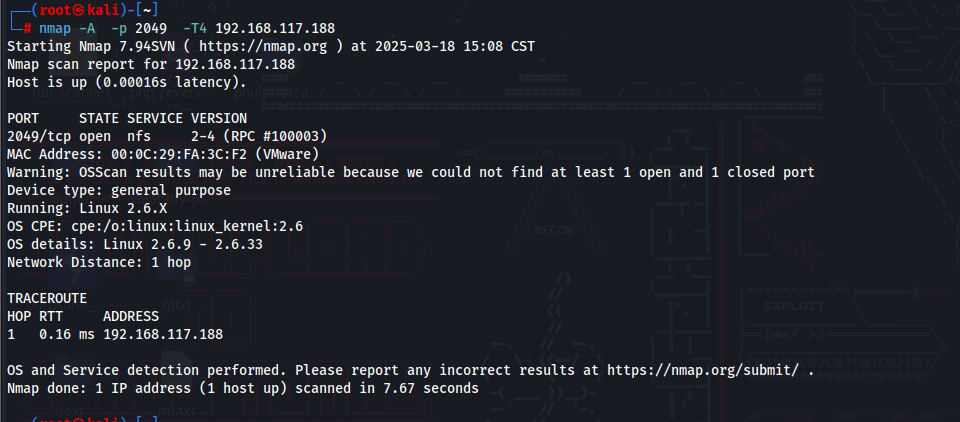 ┌──(root㉿kali)-[~]
└─# nmap -A  -p 2049  -T4 192.168.117.188
Starting Nmap 7.94SVN ( https://nmap.org ) at 2025-03-18 15:08 CST
Nmap scan report for 192.168.117.188
Host is up (0.00016s latency).

PORT     STATE SERVICE VERSION
2049/tcp open  nfs     2-4 (RPC #100003)
MAC Address: 00:0C:29:FA:3C:F2 (VMware)
Warning: OSScan results may be unreliable because we could not find at least 1 open and 1 closed port
Device type: general purpose
Running: Linux 2.6.X
OS CPE: cpe:/o:linux:linux_kernel:2.6
OS details: Linux 2.6.9 - 2.6.33
Network Distance: 1 hop
RECON

TRACEROUTE
HOP RTT     ADDRESS
1   0.16 ms 192.168.117.188
EXPLOIT

OS and Service detection performed. Please report any incorrect results at https://nmap.org/submit/ .
Nmap done: 1 IP address (1 host up) scanned in 7.67 seconds

┌──(root㉿kali)-[~]